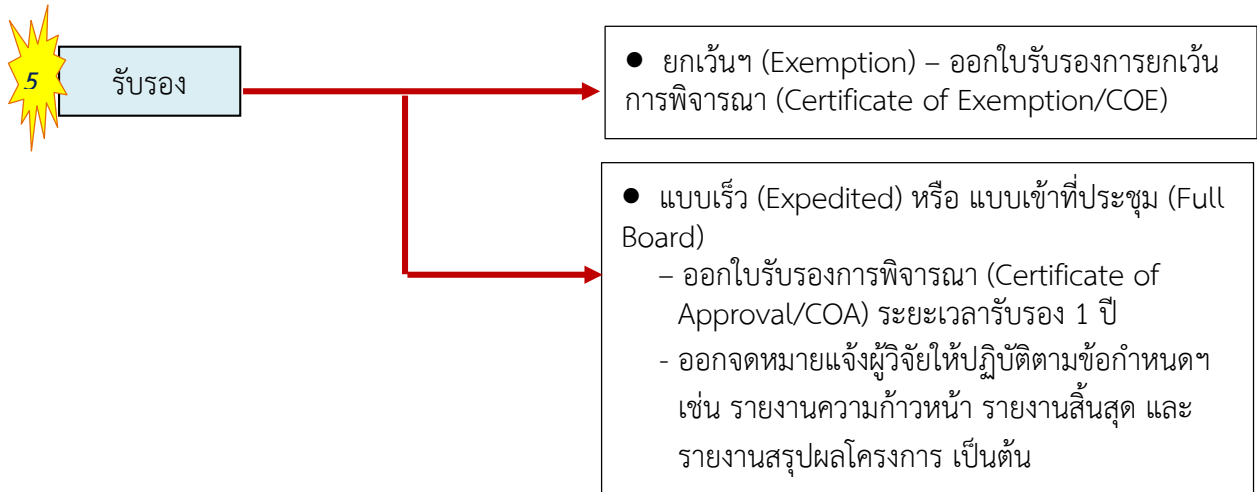 5
รับรอง
● ยกเว้นฯ (Exemption) – ออกใบรับรองการยกเว้น
การพิจารณา (Certificate of Exemption/COE)
● แบบเร็ว (Expedited) หรือ แบบเข้าที่ประชุม (Full
Board)
– ออกใบรับรองการพิจารณา (Certificate of
Approval/COA) ระยะเวลารับรอง 1 ปี
- ออกจดหมายแจ้งผู้วิจัยให้ปฏิบัติตามข้อกำหนดฯ
เช่น รายงานความก้าวหน้า รายงานสิ้นสุด และ
รายงานสรุปผลโครงการ เป็นต้น